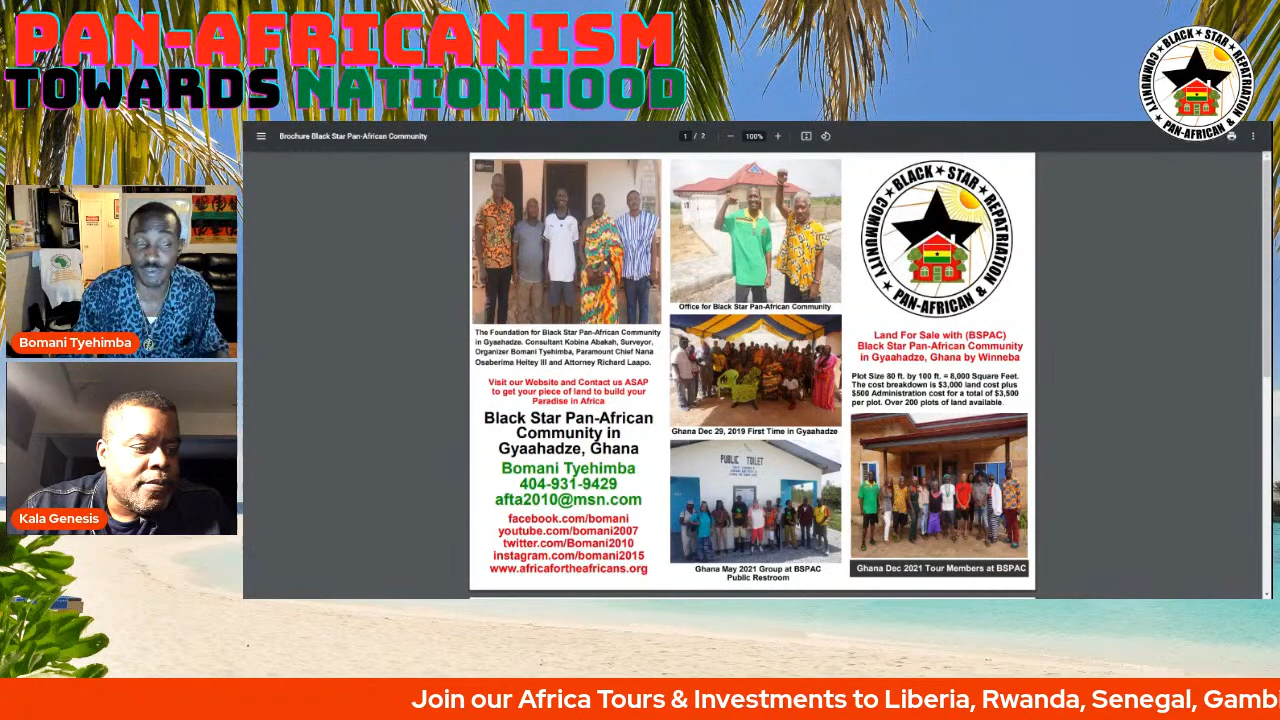 PAN-AFRICANISM
TOWARDS NATIONHOOD
BLACK STAR REPATRIATION
COMMUNITY PAN-AFRICAN &
Brochure Black Star Pan-African Community
1 / 2
100%
Bomani Tyehimba
Kala Genesis
The Foundation for Black Star Pan-African Community
in Gyaahadze. Consultant Kobina Abakah, Surveyor,
Organizer Bomani Tyehimba, Paramount Chief Nana
Osaberima Heitey III and Attorney Richard Laapo.
Visit our Website and Contact us ASAP
to get your piece of land to build your
Paradise in Africa
Black Star Pan-African
Community in
Gyaahadze, Ghana
Bomani Tyehimba
404-931-9429
afta2010@msn.com
facebook.com/bomani
youtube.com/bomani2007
twitter.com/Bomani2010
instagram.com/bomani2015
www.africafortheafricans.org
Office for Black Star Pan-African Community
Ghana Dec 29, 2019 First Time in Gyaahadze
PUBLIC TOILET
Ghana May 2021 Group at BSPAC
Public Restroom
BLACK STAR REPATRIATION
COMMUNITY PAN-AFRICAN &
Land For Sale with (BSPAC)
Black Star Pan-African Community
in Gyaahadze, Ghana by Winneba
Plot Size 80 ft. by 100 ft. = 8,000 Square Feet.
The cost breakdown is $3,000 land cost plus
$500 Administration cost for a total of $3,500
per plot. Over 200 plots of land available.
Ghana Dec 2021 Tour Members at BSPAC
Join our Africa Tours & Investments to Liberia, Rwanda, Senegal, Gamb